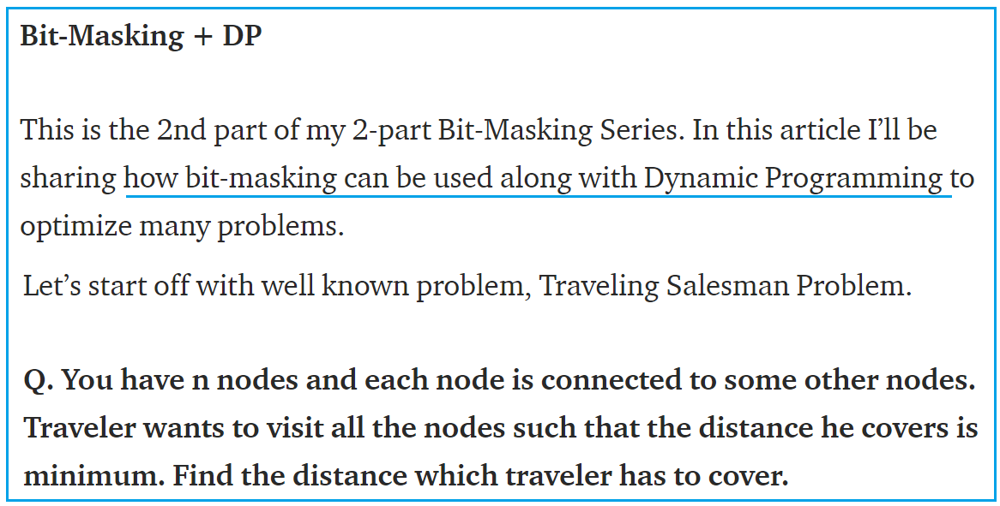 Bit-Masking + DP
This is the 2nd part of my 2-part Bit-Masking Series. In this article I’ll be
sharing how bit-masking can be used along with Dynamic Programming to
optimize many problems.
Let’s start off with well known problem, Traveling Salesman Problem.
Q. You have n nodes and each node is connected to some other nodes.
Traveler wants to visit all the nodes such that the distance he covers is
minimum. Find the distance which traveler has to cover.